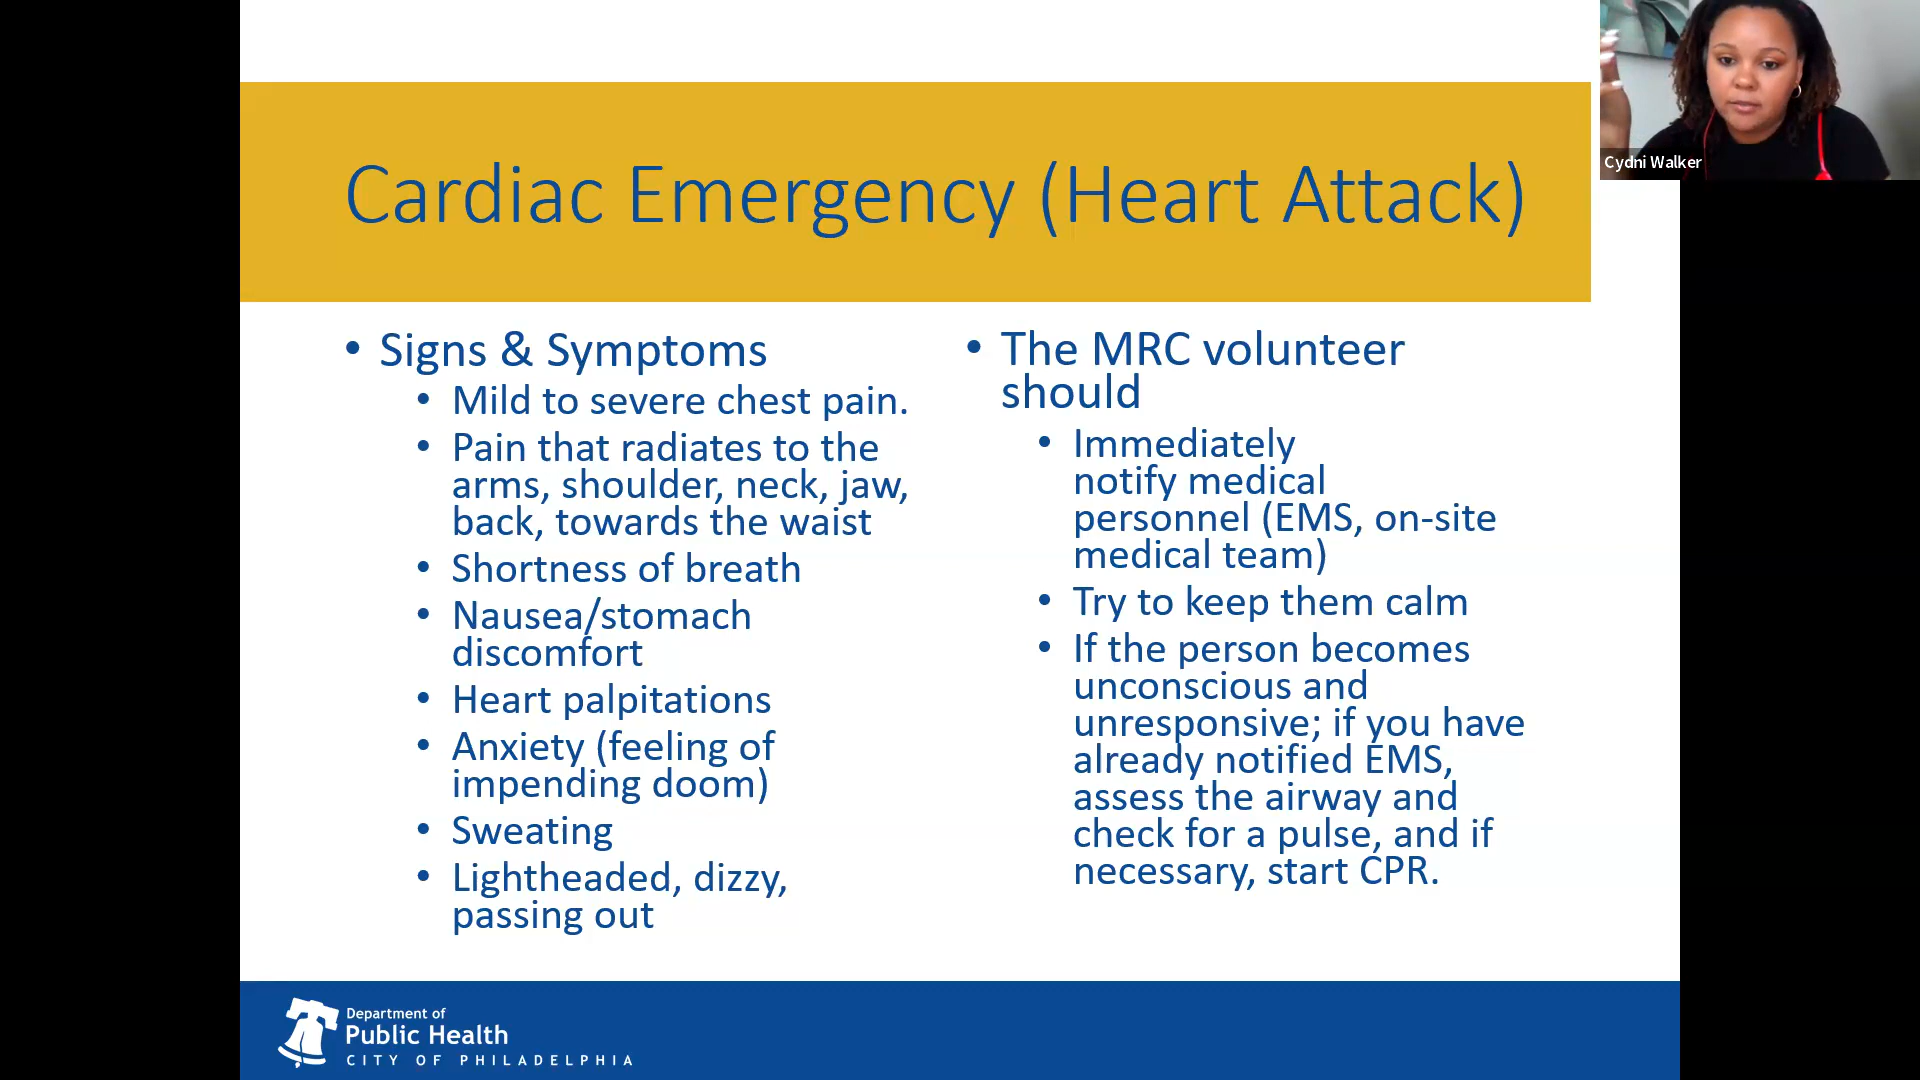 Cydni Walker
Cardiac Emergency (Heart Attack)
• Signs & Symptoms
• Mild to severe chest pain.
• Pain that radiates to the
arms, shoulder, neck, jaw,
back, towards the waist
• Shortness of breath
• Nausea/stomach
discomfort
• Heart palpitations
• Anxiety (feeling of
impending doom)
• Sweating
• Lightheaded, dizzy,
passing out
• The MRC volunteer
should
• Immediately
notify medical
personnel (EMS, on-site
medical team)
• Try to keep them calm
• If the person becomes
unconscious and
unresponsive; if you have
already notified EMS,
assess the airway and
check for a pulse, and if
necessary, start CPR.
Department of
Public Health
CITY OF PHILADELPHIA